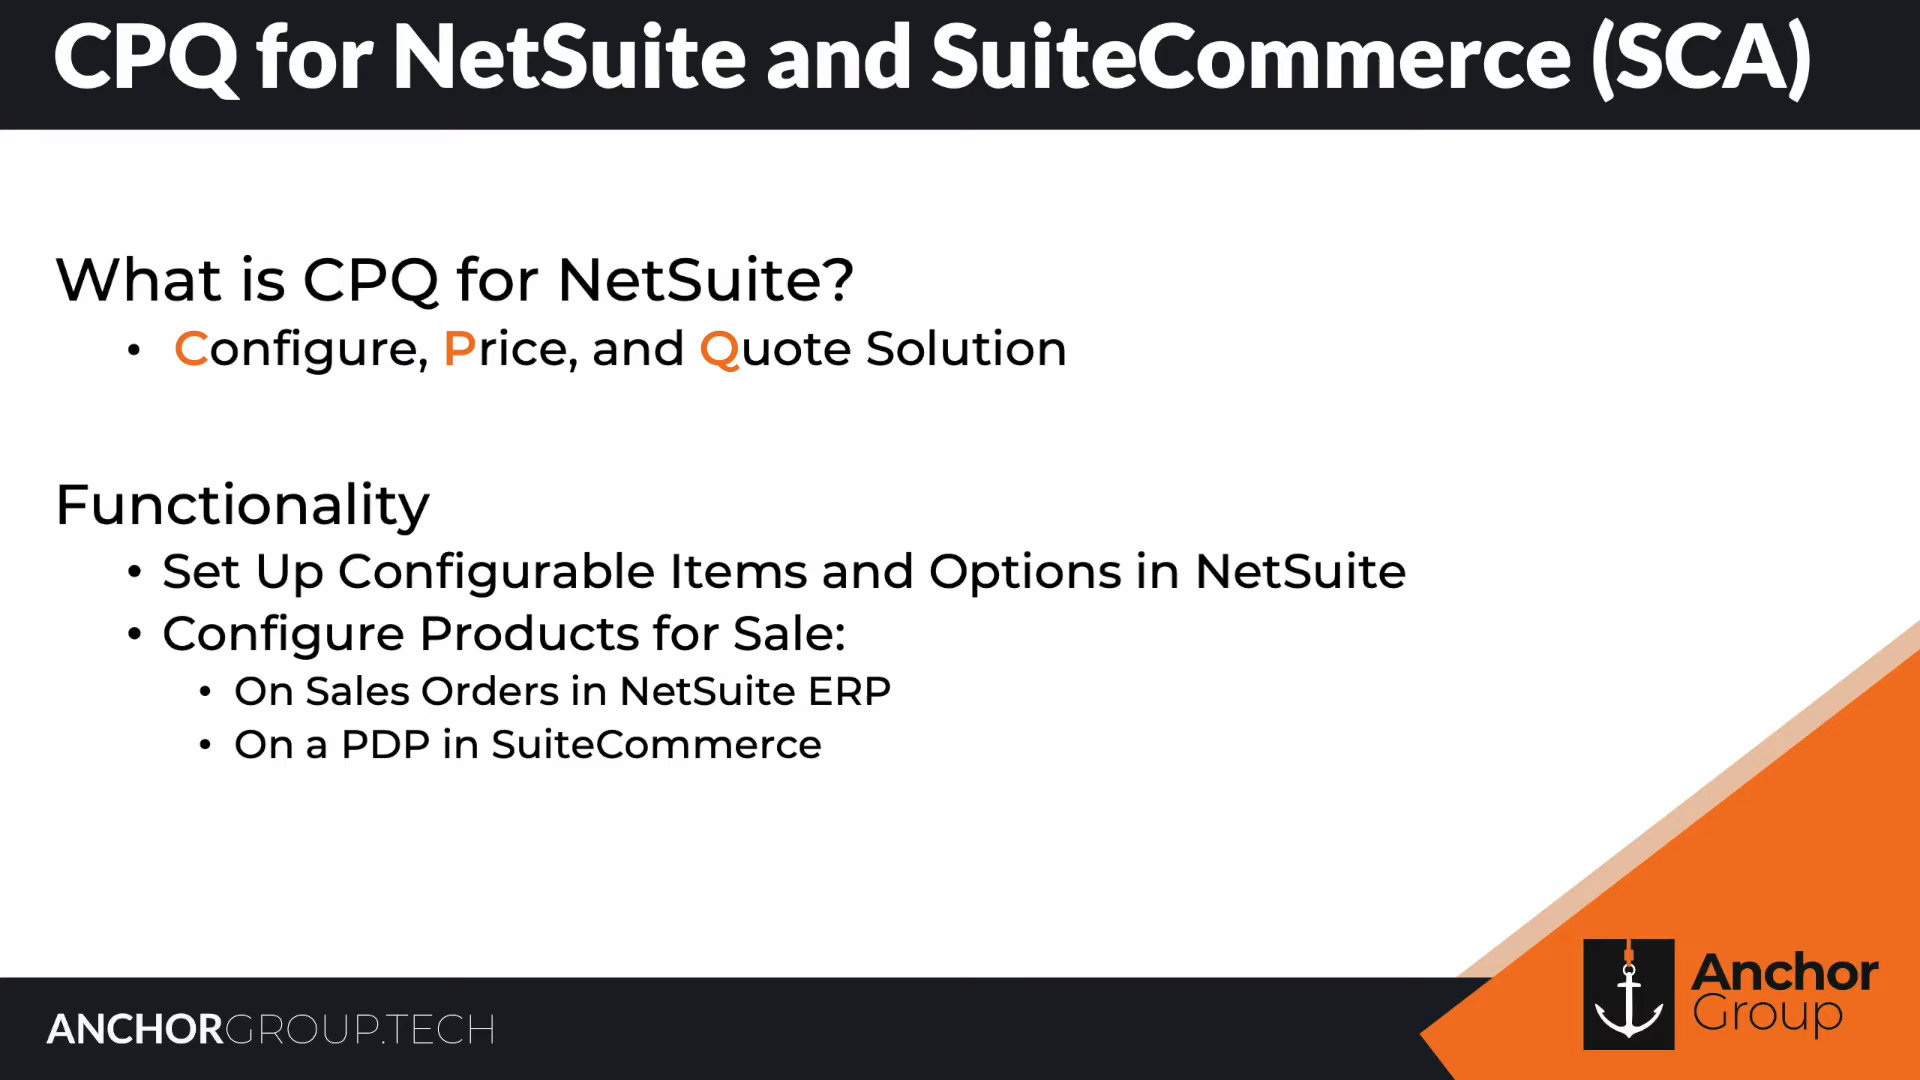 CPQ for NetSuite and SuiteCommerce (SCA)
What is CPQ for NetSuite?
• Configure, Price, and Quote Solution
Functionality
• Set Up Configurable Items and Options in NetSuite
• Configure Products for Sale:
• On Sales Orders in NetSuite ERP
• On a PDP in SuiteCommerce
ANCHORGROUP.TECH
Anchor
Group